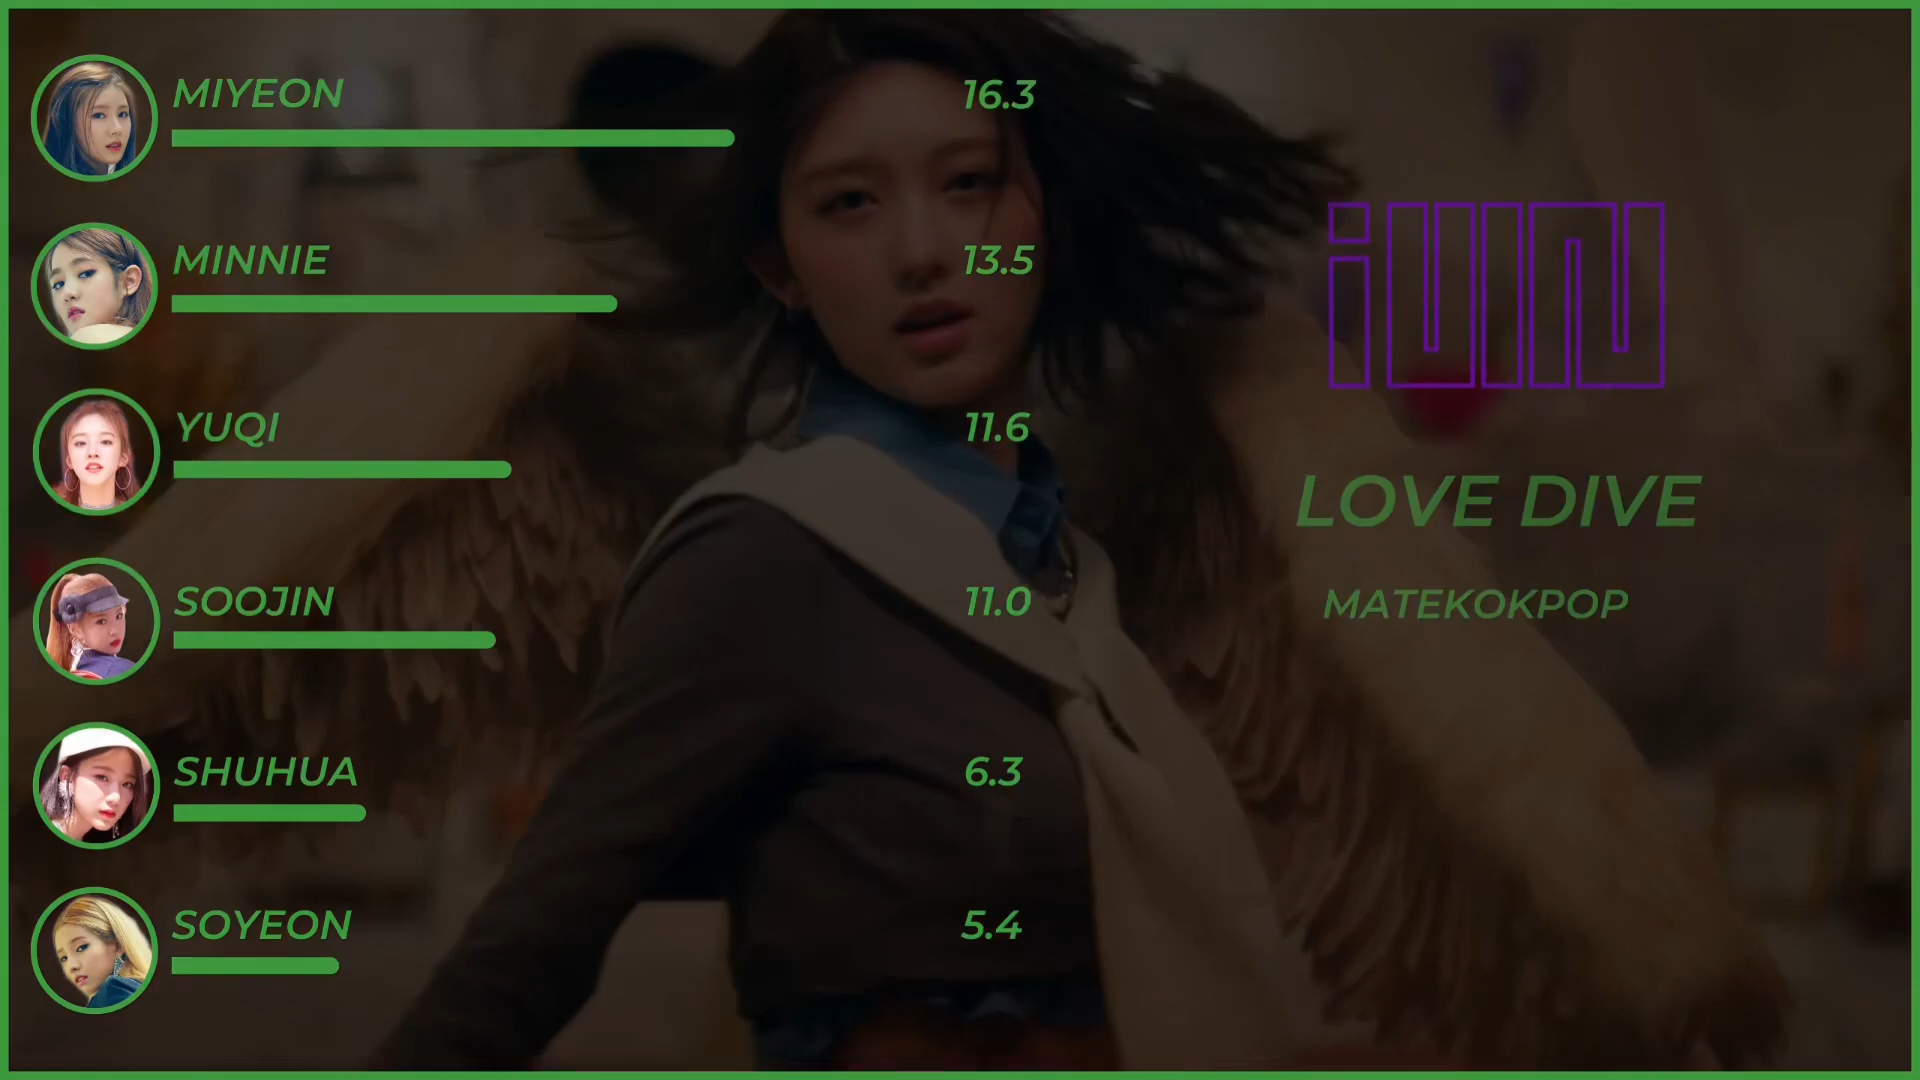 MIYEON 16.3
MINNIE 13.5
YUQI 11.6
SOOJIN 11.0
SHUHUA 6.3
SOYEON 5.4
LOVE DIVE
MATEKOKPOP